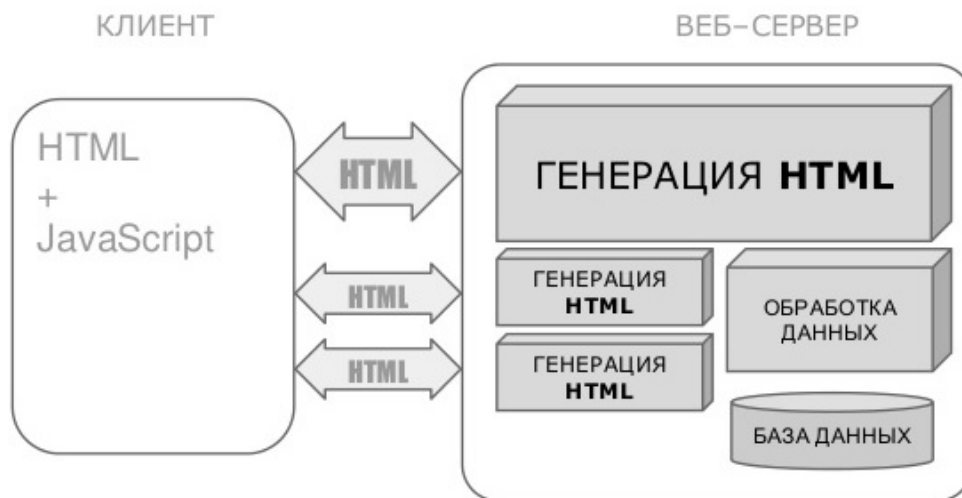 КЛИЕНТ
ВЕБ-СЕРВЕР
HTML
+
JavaScript
HTML
ГЕНЕРАЦИЯ HTML
HTML
ГЕНЕРАЦИЯ
HTML
ОБРАБОТКА
ДАННЫХ
HTML
ГЕНЕРАЦИЯ
HTML
БАЗА ДАННЫХ